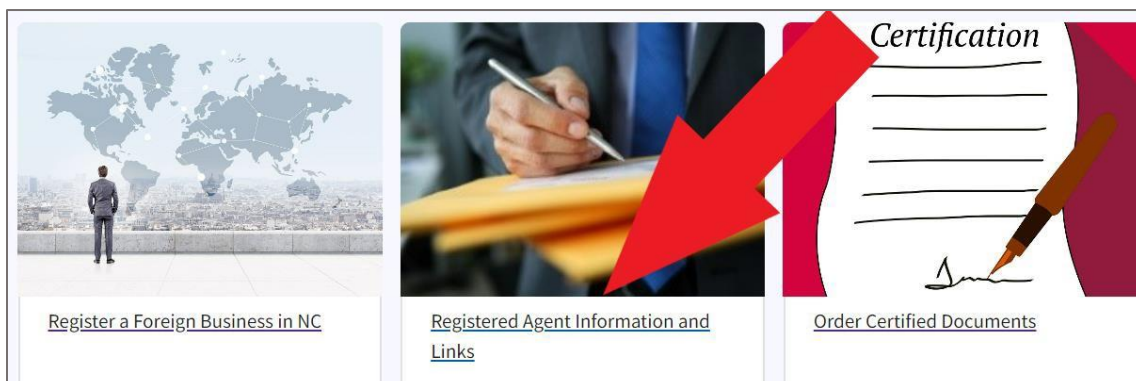 Certification
Register a Foreign Business in NC
Registered Agent Information and
Links
Order Certified Documents